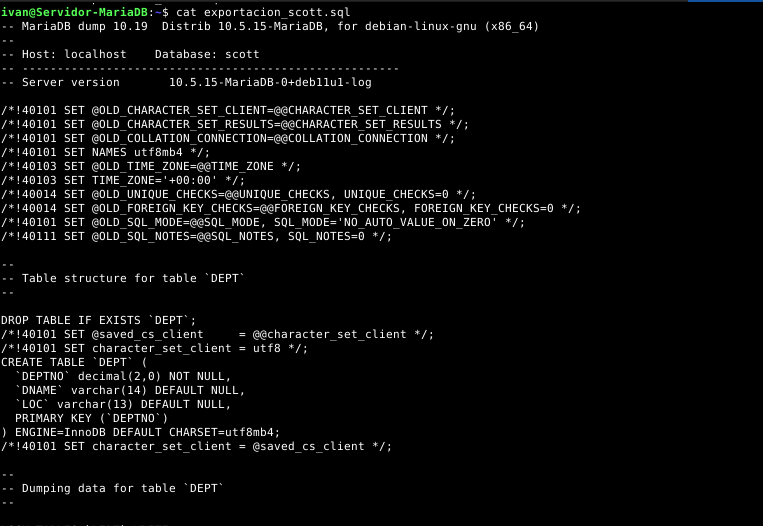 ivan@Servidor-MariaDB:~$ cat exportacion_scott.sql
-- MariaDB dump 10.19  Distrib 10.5.15-MariaDB, for debian-linux-gnu (x86_64)
--
-- Host: localhost    Database: scott
-- ------------------------------------------------------
-- Server version       10.5.15-MariaDB-0+deb11u1-log

/*!40101 SET @OLD_CHARACTER_SET_CLIENT=@@CHARACTER_SET_CLIENT */;
/*!40101 SET @OLD_CHARACTER_SET_RESULTS=@@CHARACTER_SET_RESULTS */;
/*!40101 SET @OLD_COLLATION_CONNECTION=@@COLLATION_CONNECTION */;
/*!40101 SET NAMES utf8mb4 */;
/*!40103 SET @OLD_TIME_ZONE=@@TIME_ZONE */;
/*!40103 SET TIME_ZONE='+00:00' */;
/*!40014 SET @OLD_UNIQUE_CHECKS=@@UNIQUE_CHECKS, UNIQUE_CHECKS=0 */;
/*!40014 SET @OLD_FOREIGN_KEY_CHECKS=@@FOREIGN_KEY_CHECKS, FOREIGN_KEY_CHECKS=0 */;
/*!40101 SET @OLD_SQL_MODE=@@SQL_MODE, SQL_MODE='NO_AUTO_VALUE_ON_ZERO' */;
/*!40111 SET @OLD_SQL_NOTES=@@SQL_NOTES, SQL_NOTES=0 */;

--
-- Table structure for table `DEPT`
--

DROP TABLE IF EXISTS `DEPT`;
/*!40101 SET @saved_cs_client     = @@character_set_client */;
/*!40101 SET character_set_client = utf8 */;
CREATE TABLE `DEPT` (
  `DEPTNO` decimal(2,0) NOT NULL,
  `DNAME` varchar(14) DEFAULT NULL,
  `LOC` varchar(13) DEFAULT NULL,
  PRIMARY KEY (`DEPTNO`)
) ENGINE=InnoDB DEFAULT CHARSET=utf8mb4;
/*!40101 SET character_set_client = @saved_cs_client */;

--
-- Dumping data for table `DEPT`
--